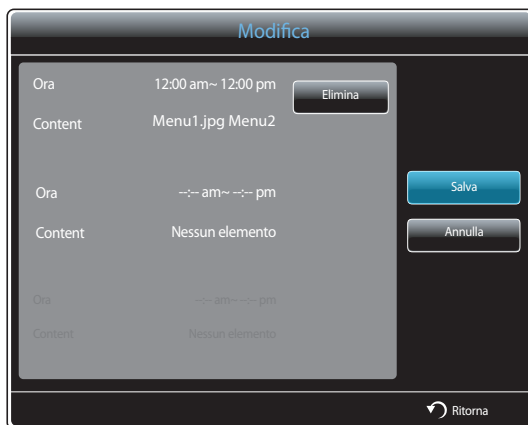 Modifica
Ora 12:00 am~ 12:00 pm Elimina
Content Menu1.jpg Menu2
Ora --:-- am~ --:-- pm
Salva
Content Nessun elemento
Annulla
Ora --:-- am~ --:-- pm
Content Nessun elemento
Ritorna